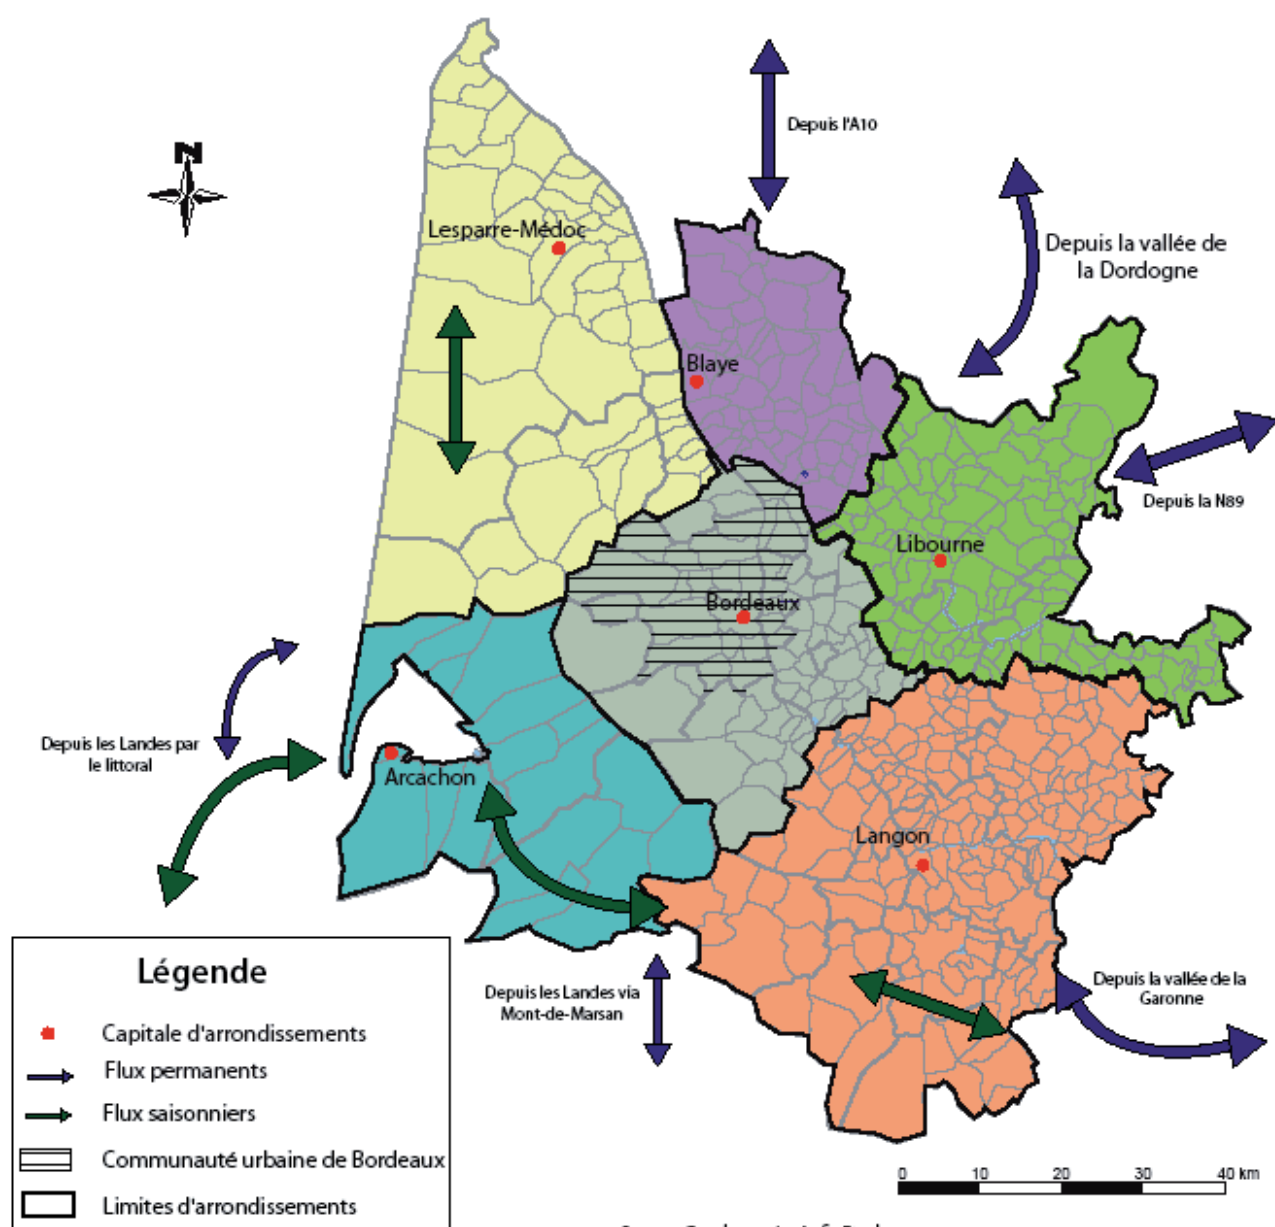 N
Depuis l'A10
Lesparre-Médoc
Depuis la vallée de
la Dordogne
Blaye
Depuis la N89
Libourne
Bordeaux
Depuis les Landes par
le littoral
Arcachon
Langon
Depuis les Landes via
Mont-de-Marsan
Depuis la vallée de la
Garonne
Légende
Capitale d'arrondissements
Flux permanents
Flux saisonniers
Communauté urbaine de Bordeaux
Limites d'arrondissements
0 10 20 30 40 km